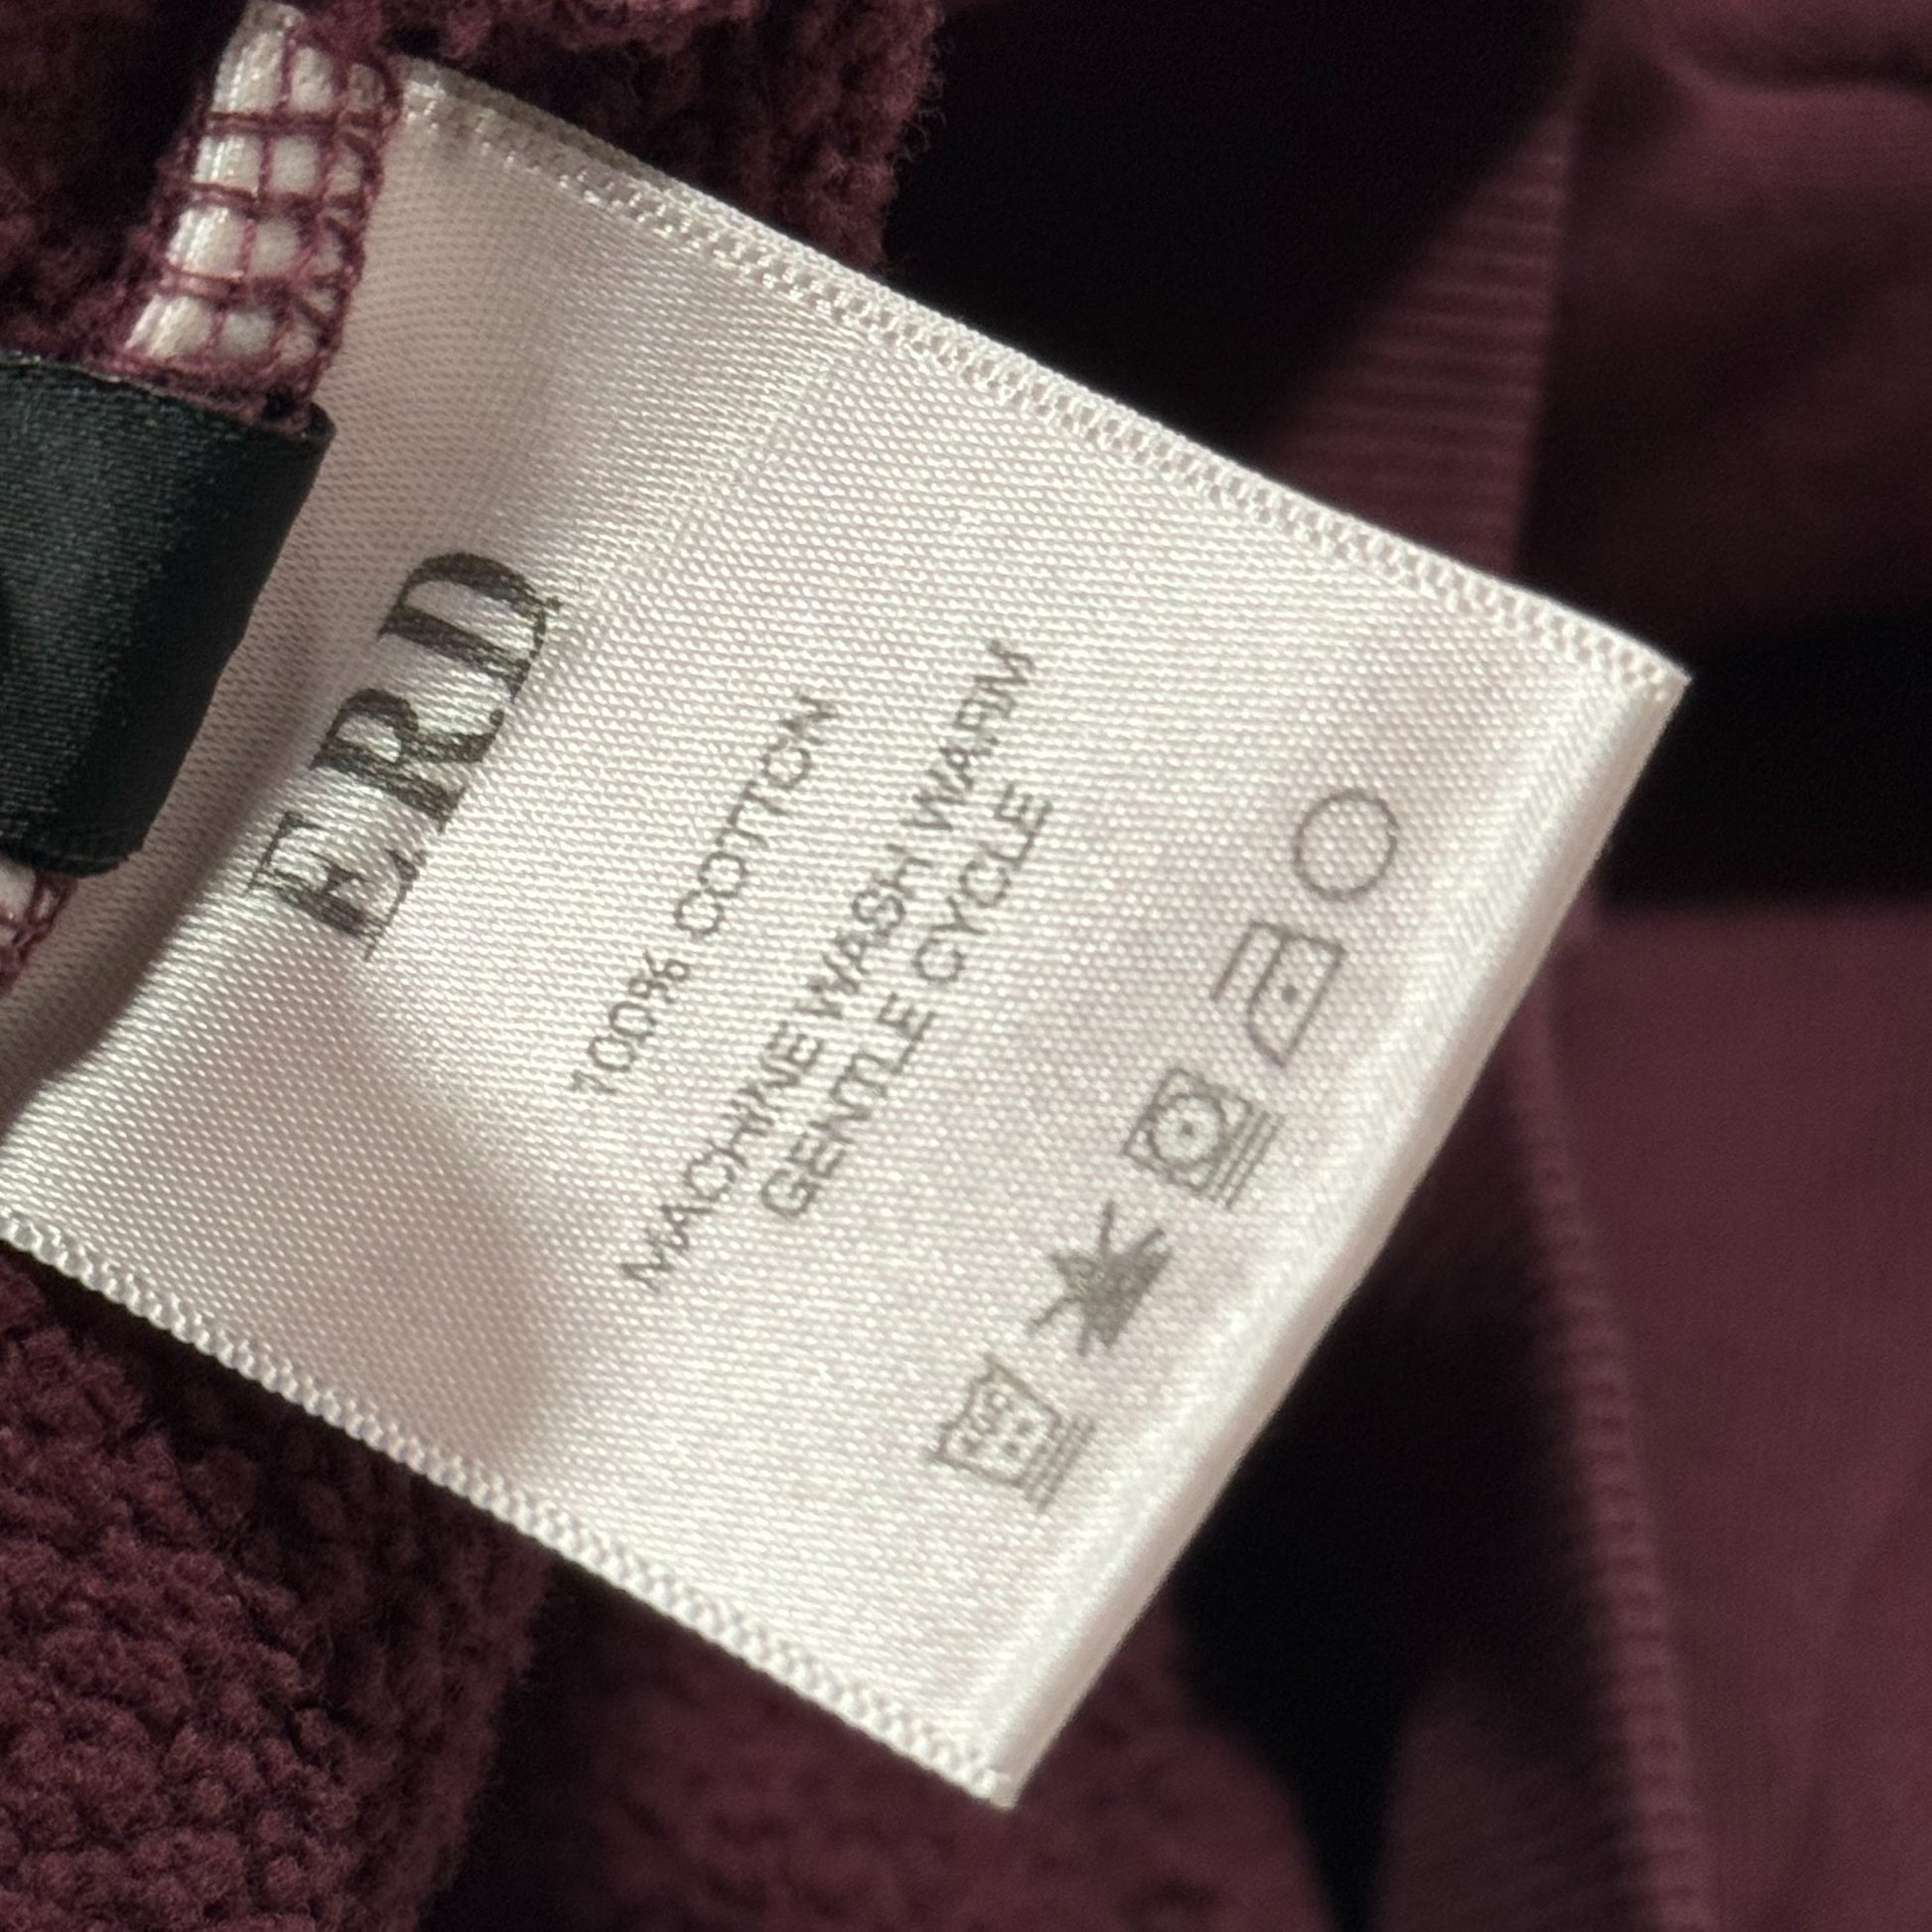 ERD
100% COTTON
MACHINE WASH WARM
GENTLE CYCLE